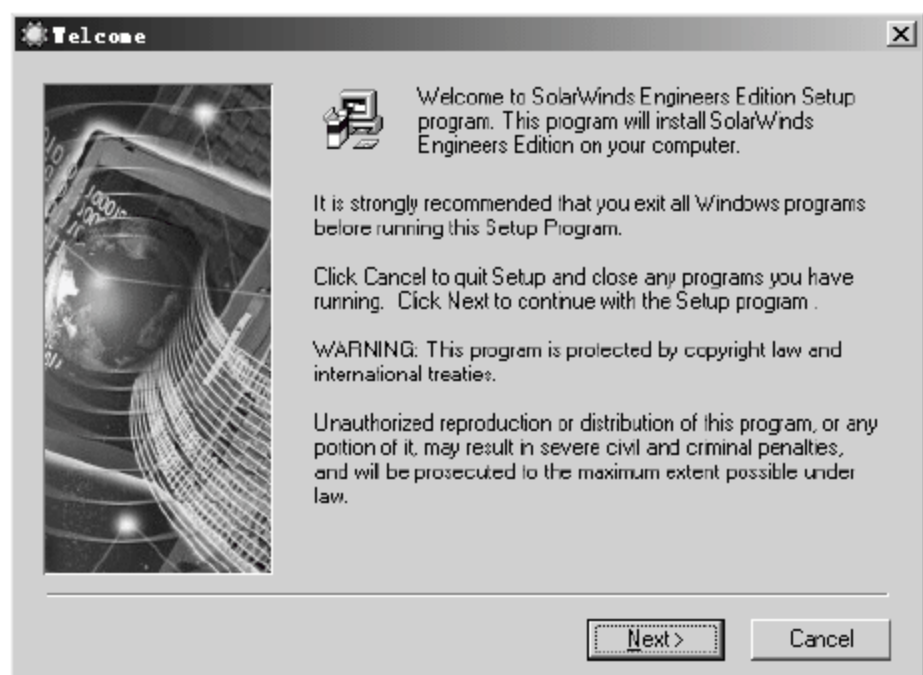 Welcome
Welcome to SolarWinds Engineers Edition Setup
program. This program will install SolarWinds
Engineers Edition on your computer.
It is strongly recommended that you exit all Windows programs
before running this Setup Program.
Click Cancel to quit Setup and close any programs you have
running.  Click Next to continue with the Setup program .
WARNING: This program is protected by copyright law and
international treaties.
Unauthorized reproduction or distribution of this program, or any
portion of it, may result in severe civil and criminal penalties,
and will be prosecuted to the maximum extent possible under
law.
Next >
Cancel